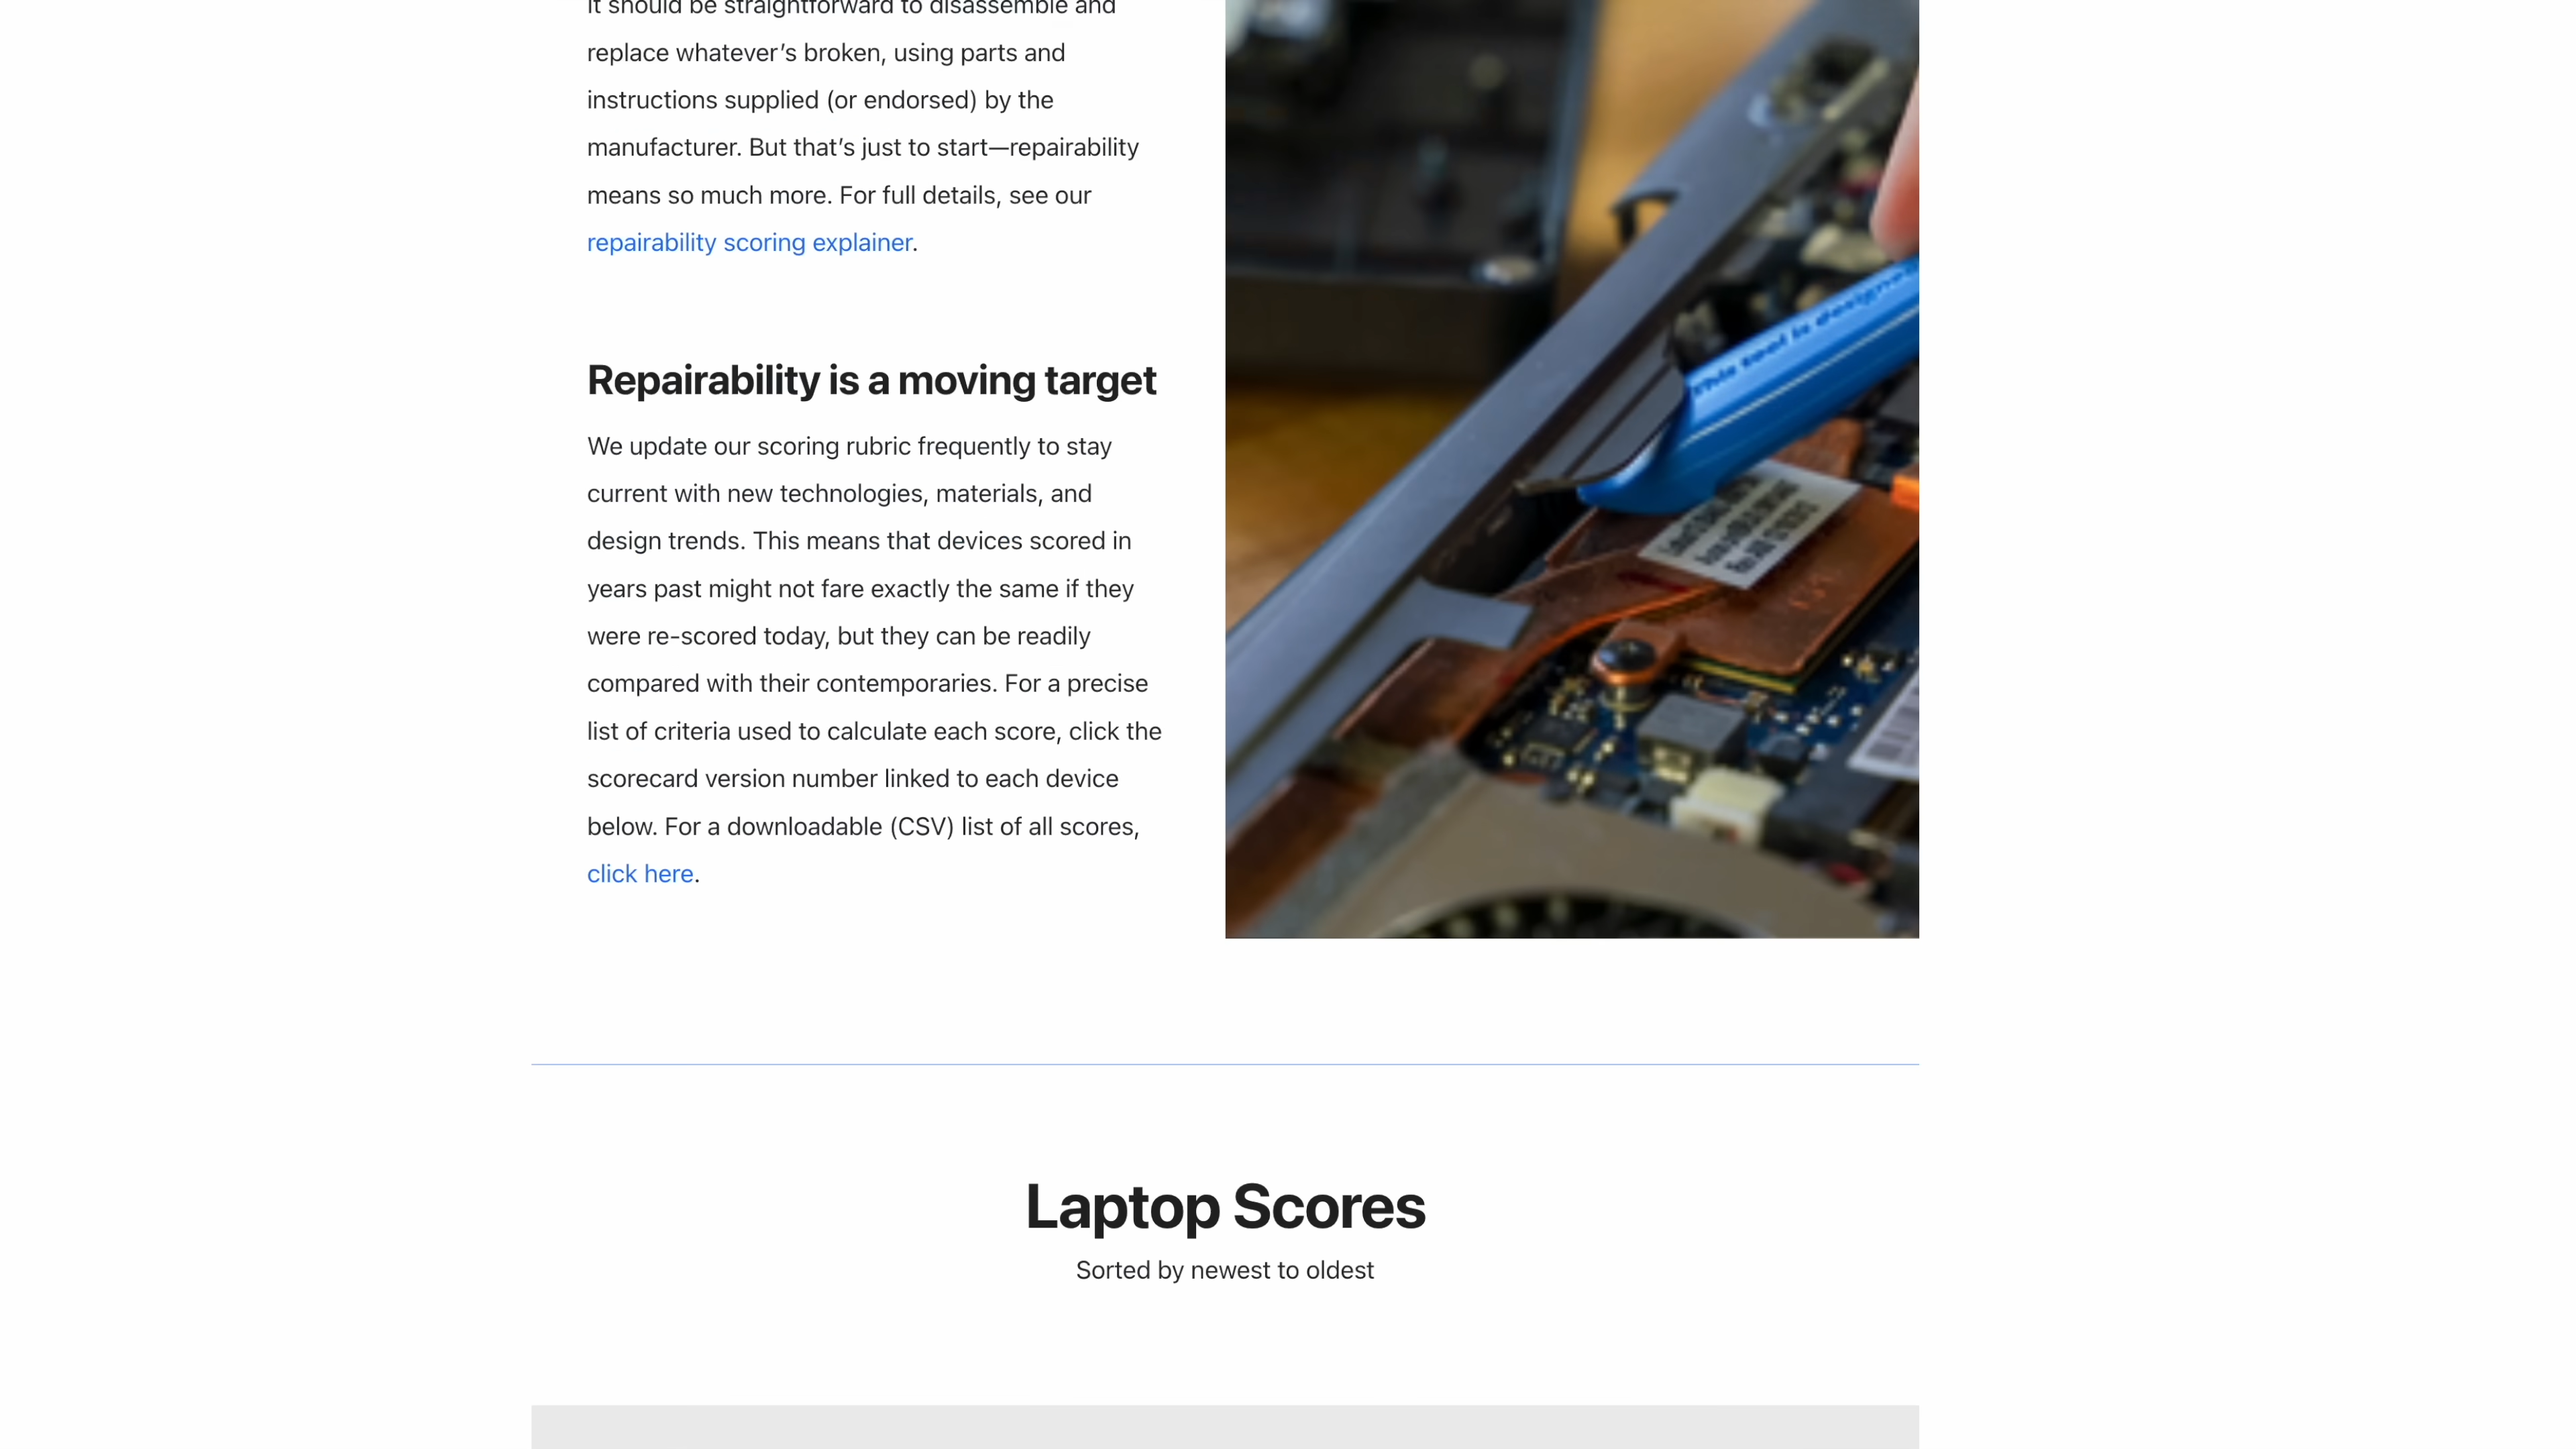 It should be straightforward to disassemble and
replace whatever’s broken, using parts and
instructions supplied (or endorsed) by the
manufacturer. But that’s just to start—repairability
means so much more. For full details, see our
repairability scoring explainer.
Repairability is a moving target
We update our scoring rubric frequently to stay
current with new technologies, materials, and
design trends. This means that devices scored in
years past might not fare exactly the same if they
were re-scored today, but they can be readily
compared with their contemporaries. For a precise
list of criteria used to calculate each score, click the
scorecard version number linked to each device
below. For a downloadable (CSV) list of all scores,
click here.
This tool is designed
Laptop Scores
Sorted by newest to oldest